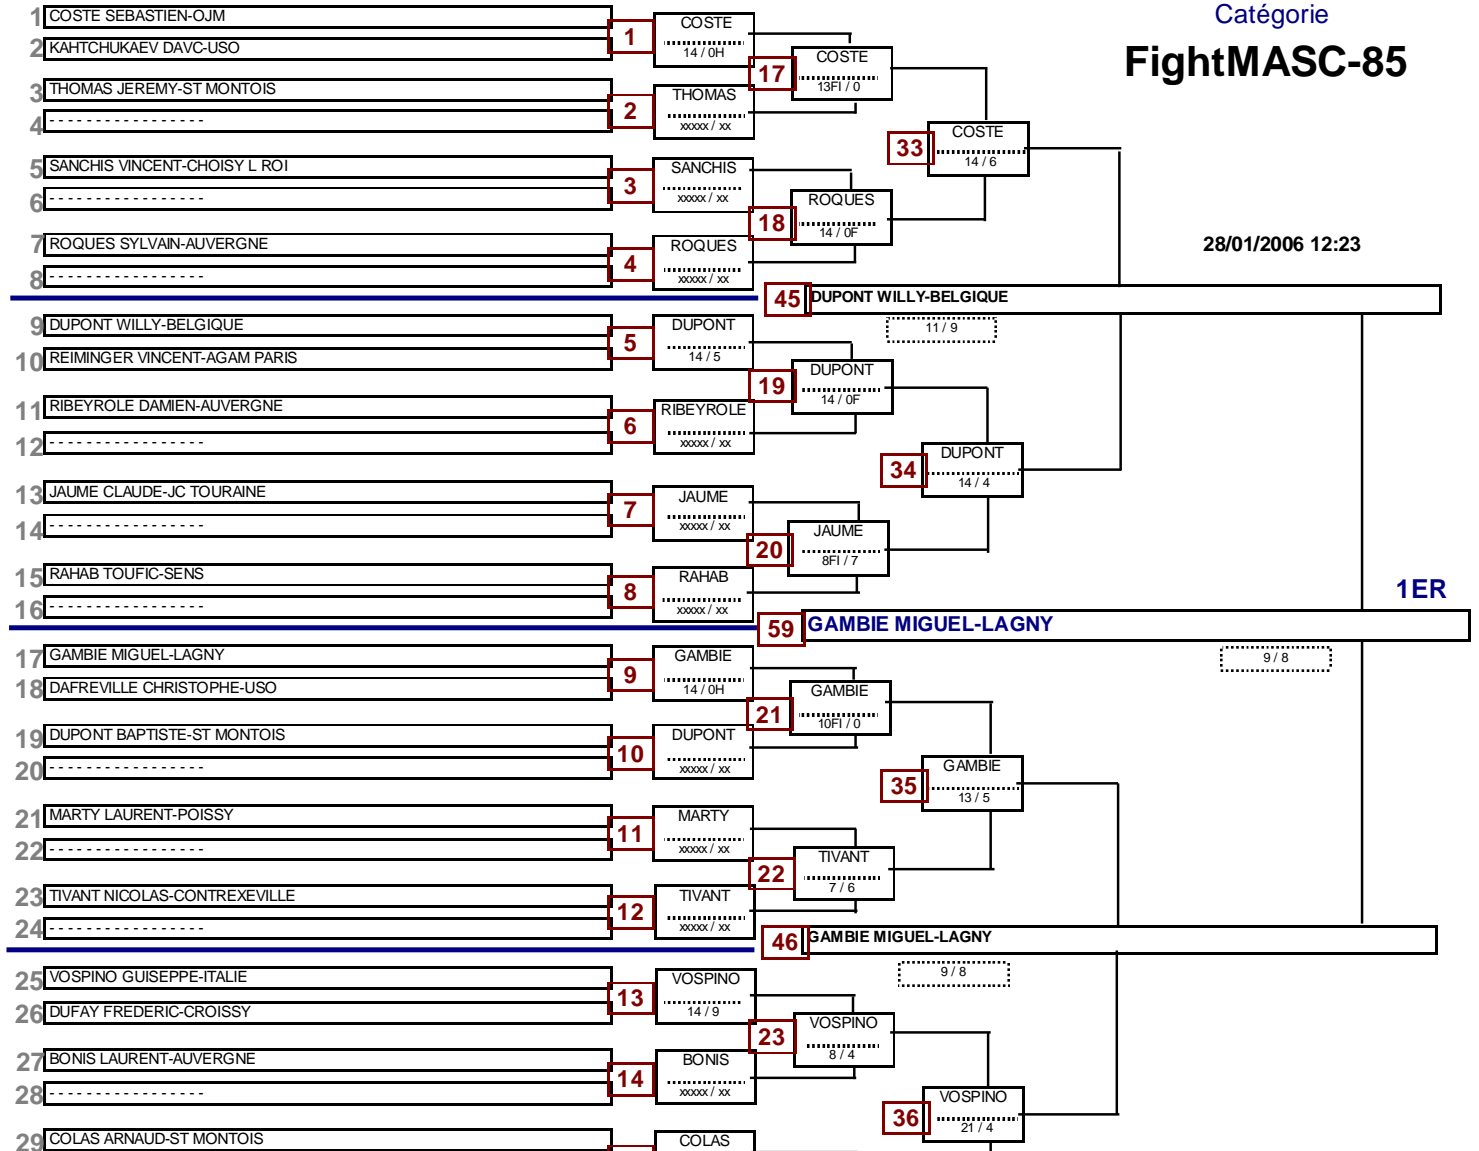 Catégorie
FightMASC-85
28/01/2006 12:23
1 COSTE SEBASTIEN-OJM
2 KAHTCHUKAEV DAVC-USO
1 COSTE
14 / 0H
17 COSTE
13FI / 0
3 THOMAS JEREMY-ST MONTOIS
4 - - - - - - - - - - - - - - - -
2 THOMAS
xxxxx / xx
33 COSTE
14 / 6
5 SANCHIS VINCENT-CHOISY L ROI
6 - - - - - - - - - - - - - - - -
3 SANCHIS
xxxxx / xx
18 ROQUES
14 / 0F
7 ROQUES SYLVAIN-AUVERGNE
8 - - - - - - - - - - - - - - - -
4 ROQUES
xxxxx / xx
45 DUPONT WILLY-BELGIQUE
11 / 9
9 DUPONT WILLY-BELGIQUE
10 REIMINGER VINCENT-AGAM PARIS
5 DUPONT
14 / 5
19 DUPONT
14 / 0F
11 RIBEYROLE DAMIEN-AUVERGNE
12 - - - - - - - - - - - - - - - -
6 RIBEYROLE
xxxxx / xx
34 DUPONT
14 / 4
13 JAUME CLAUDE-JC TOURAINE
14 - - - - - - - - - - - - - - - -
7 JAUME
xxxxx / xx
20 JAUME
8FI / 7
15 RAHAB TOUFIC-SENS
16 - - - - - - - - - - - - - - - -
8 RAHAB
xxxxx / xx
1ER
59 GAMBIE MIGUEL-LAGNY
9 / 8
17 GAMBIE MIGUEL-LAGNY
18 DAFREVILLE CHRISTOPHE-USO
9 GAMBIE
14 / 0H
21 GAMBIE
10FI / 0
19 DUPONT BAPTISTE-ST MONTOIS
20 - - - - - - - - - - - - - - - -
10 DUPONT
xxxxx / xx
35 GAMBIE
13 / 5
21 MARTY LAURENT-POISSY
22 - - - - - - - - - - - - - - - -
11 MARTY
xxxxx / xx
22 TIVANT
7 / 6
23 TIVANT NICOLAS-CONTREXEVILLE
24 - - - - - - - - - - - - - - - -
12 TIVANT
xxxxx / xx
46 GAMBIE MIGUEL-LAGNY
9 / 8
25 VOSPINO GUISEPPE-ITALIE
26 DUFAY FREDERIC-CROISSY
13 VOSPINO
14 / 9
23 VOSPINO
8 / 4
27 BONIS LAURENT-AUVERGNE
28 - - - - - - - - - - - - - - - -
14 BONIS
xxxxx / xx
36 VOSPINO
21 / 4
29 COLAS ARNAUD-ST MONTOIS
COLAS